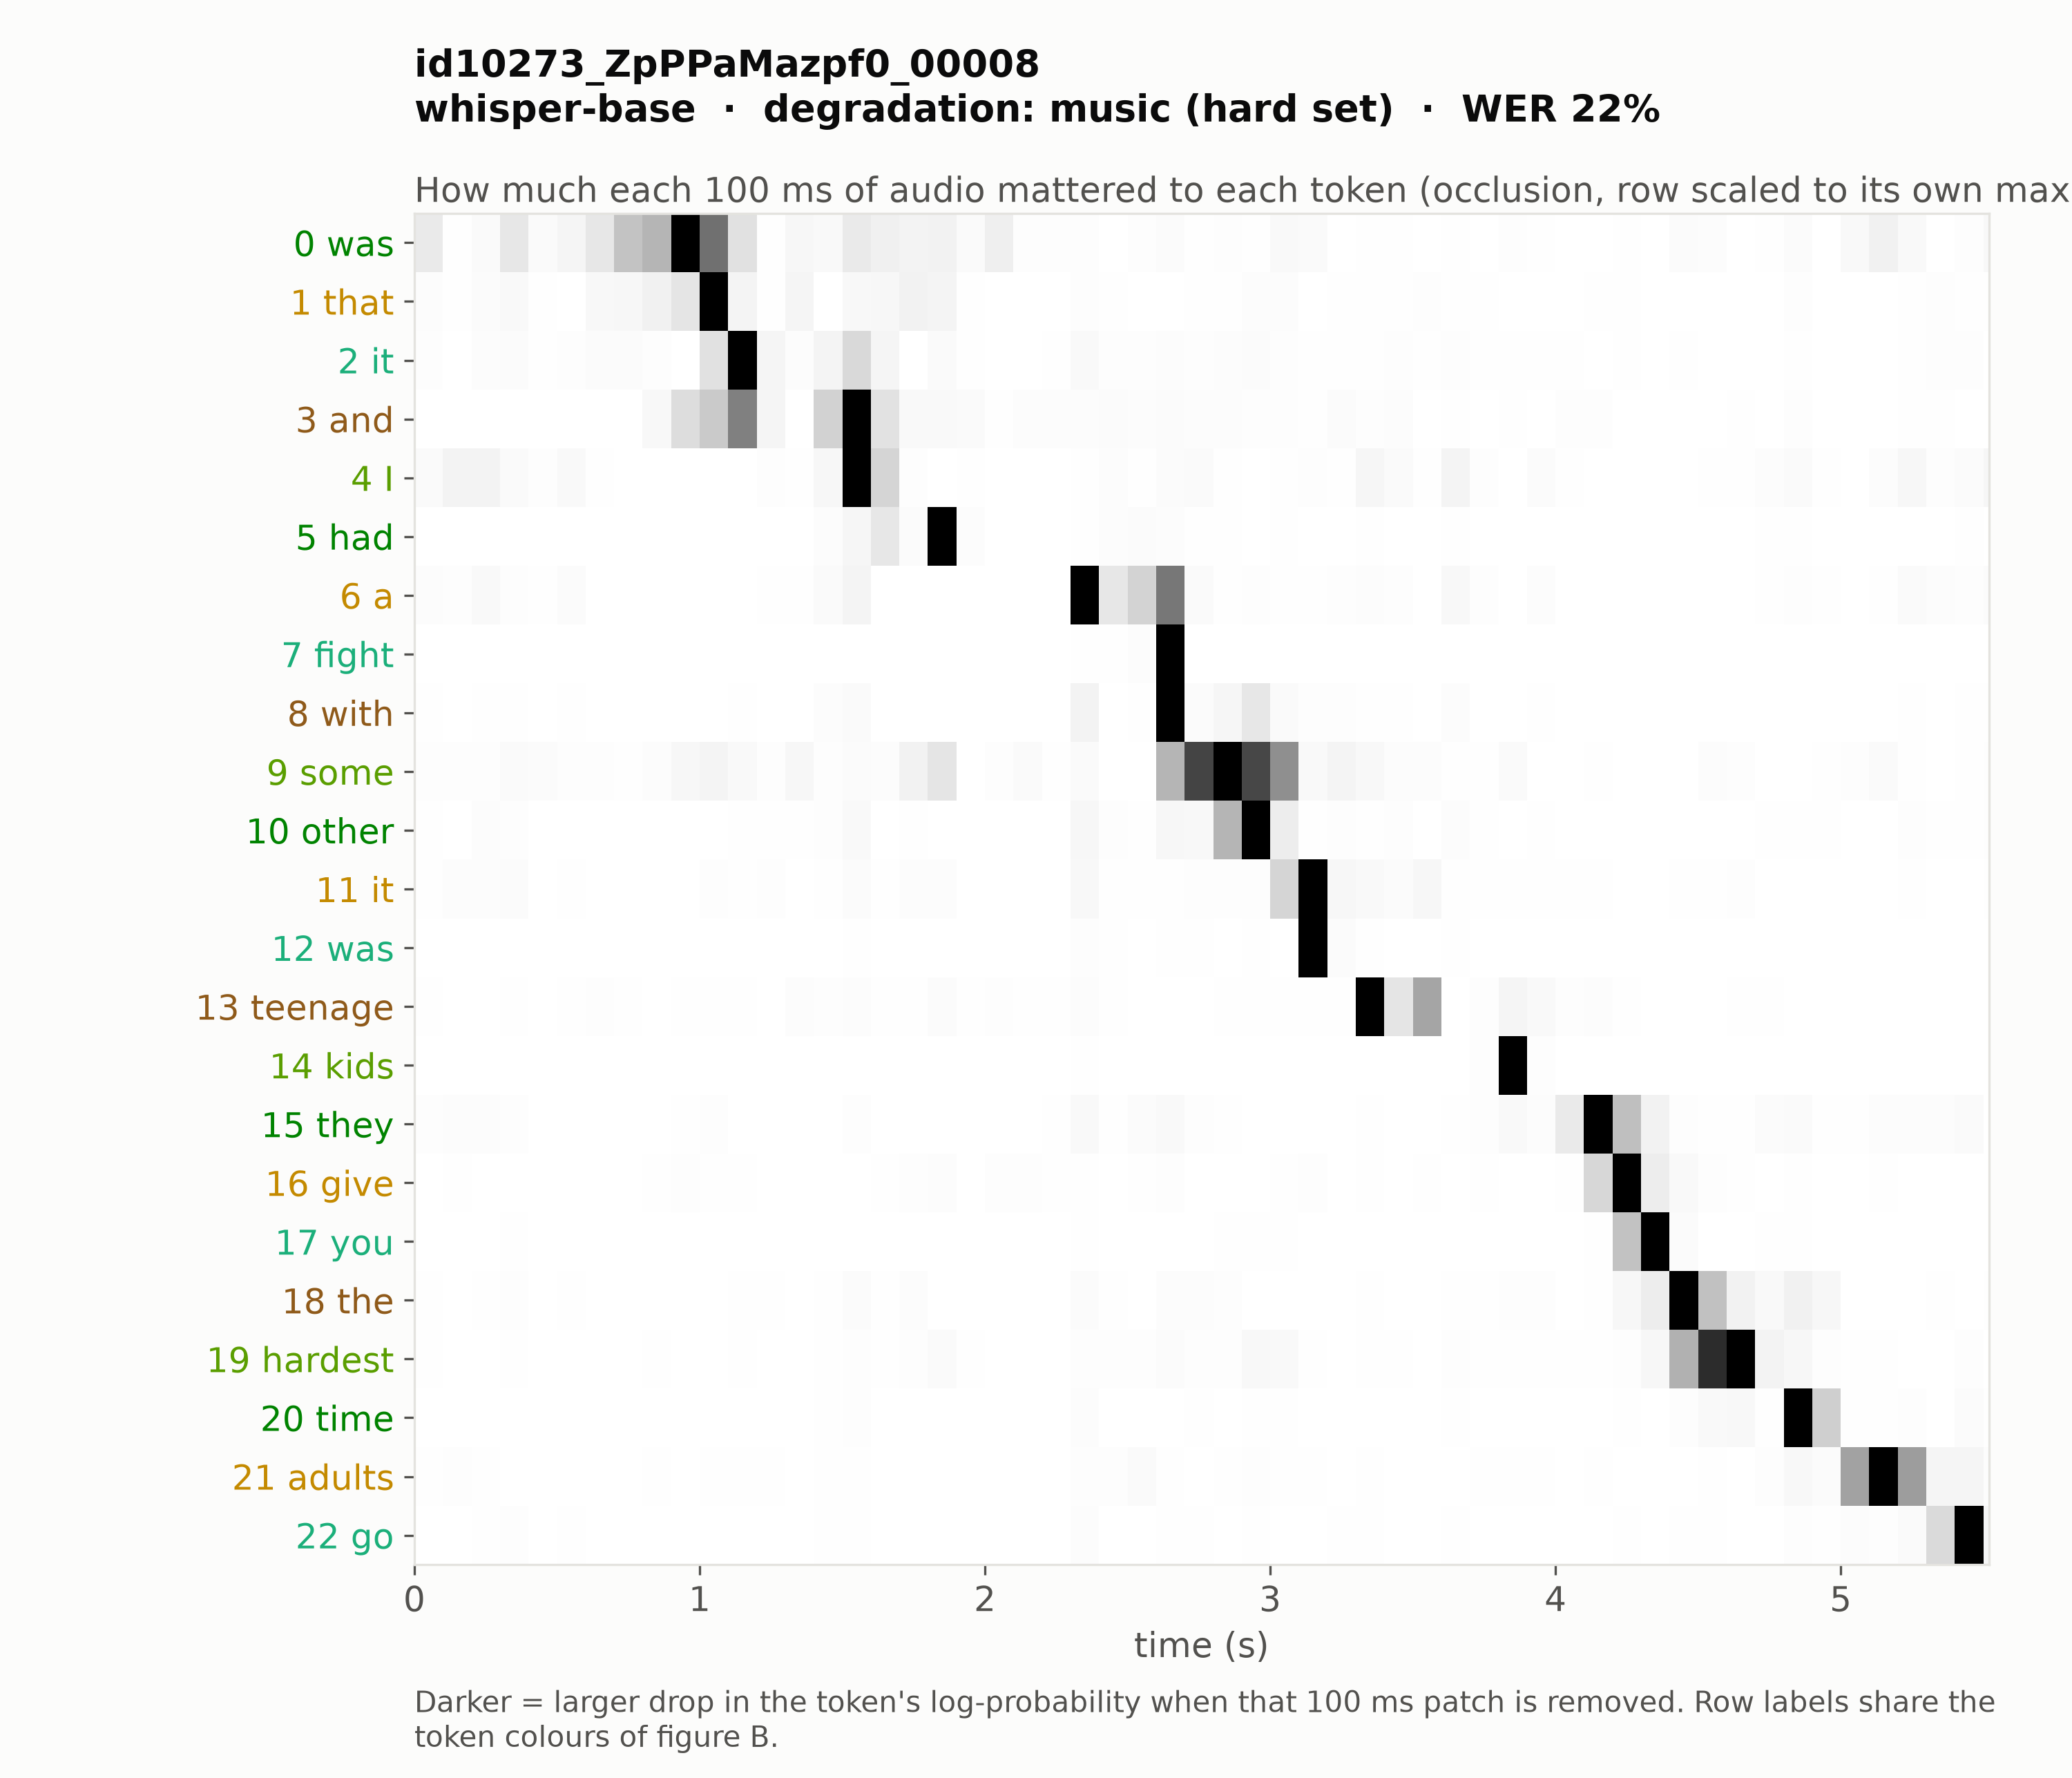 id10273_ZpPPaMazpf0_00008
whisper-base · degradation: music (hard set) · WER 22%
How much each 100 ms of audio mattered to each token (occlusion, row scaled to its own max
0 was
1 that
2 it
3 and
4 I
5 had
6 a
7 fight
8 with
9 some
10 other
11 it
12 was
13 teenage
14 kids
15 they
16 give
17 you
18 the
19 hardest
20 time
21 adults
22 go
0 1 2 3 4 5
time (s)
Darker = larger drop in the token's log-probability when that 100 ms patch is removed. Row labels share the
token colours of figure B.